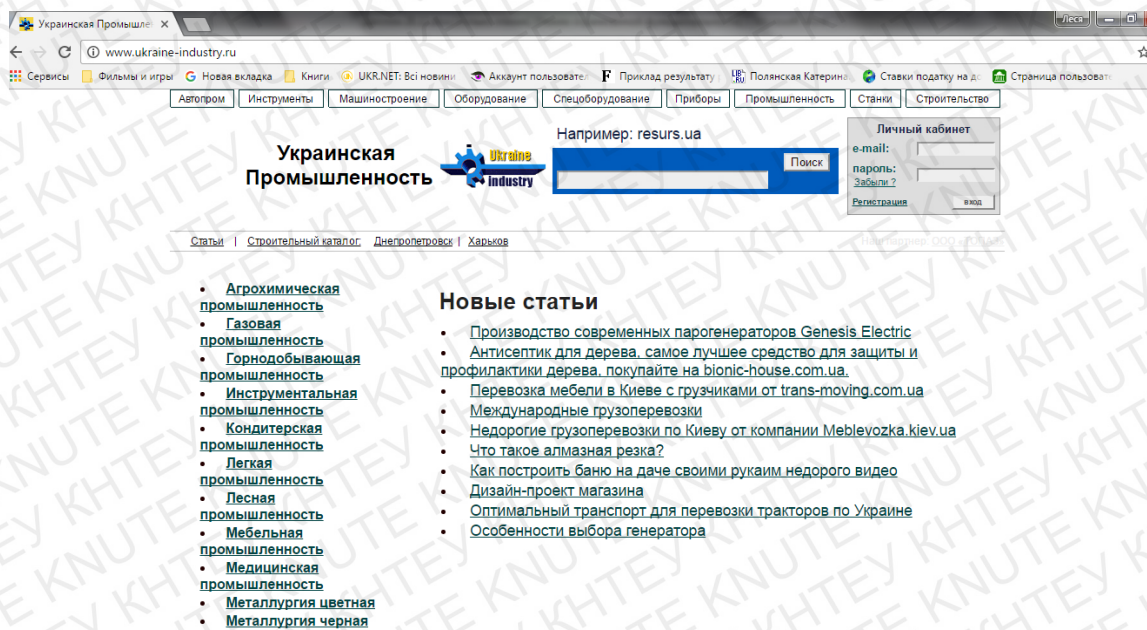 Украинская Промышле
Леся
www.ukraine-industry.ru
Сервисы Фильмы и игры Новая вкладка Книги UKR.NET: Всі новини Аккаунт пользовател F Приклад результату Полянская Катерина Ставки податку на д Страница пользоват
Автопром Инструменты Машиностроение Оборудование Спецоборудование Приборы Промышленность Станки Строительство
Украинская
Промышленность
Ukraine
industry
Например: resurs.ua
Поиск
Личный кабинет
e-mail:
пароль:
Забыли ?
Регистрация вход
Статьи | Строительный каталог: Днепропетровск | Харьков
Агрохимическая
промышленность
Газовая
промышленность
Горнодобывающая
промышленность
Инструментальная
промышленность
Кондитерская
промышленность
Легкая
промышленность
Лесная
промышленность
Мебельная
промышленность
Медицинская
промышленность
Металлургия цветная
Металлургия черная
Новые статьи
Производство современных парогенераторов Genesis Electric
Антисептик для дерева, самое лучшее средство для защиты и
профилактики дерева, покупайте на bionic-house.com.ua.
Перевозка мебели в Киеве с грузчиками от trans-moving.com.ua
Международные грузоперевозки
Недорогие грузоперевозки по Киеву от компании Meblevozka.kiev.ua
Что такое алмазная резка?
Как построить баню на даче своими рукаим недорого видео
Дизайн-проект магазина
Оптимальный транспорт для перевозки тракторов по Украине
Особенности выбора генератора
KNUTE KHTEY